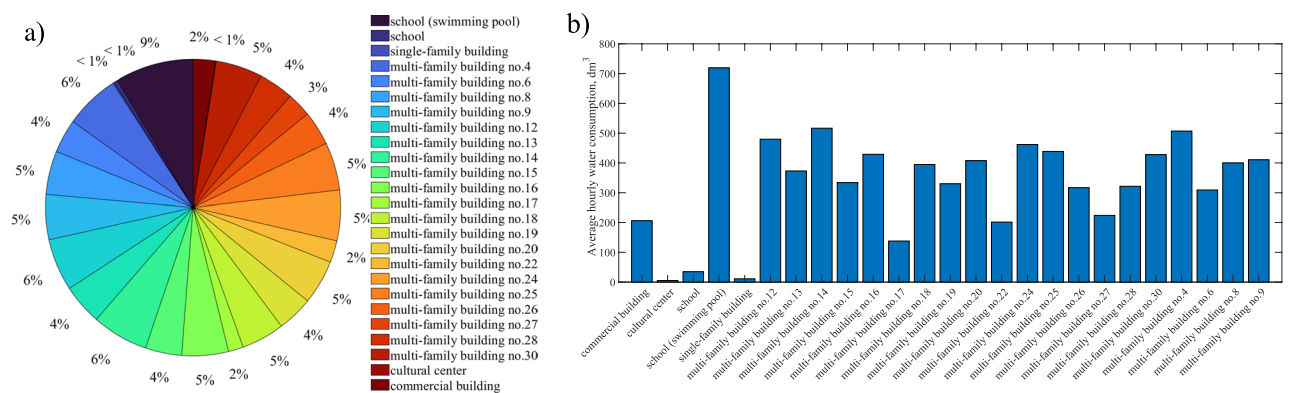 a)
2%
< 1%
5%
4%
3%
4%
5%
5%
2%
5%
4%
5%
2%
5%
4%
6%
4%
6%
5%
5%
4%
6%
< 1%
< 1%
9%
school (swimming pool)
school
single-family building
multi-family building no.4
multi-family building no.6
multi-family building no.8
multi-family building no.9
multi-family building no.12
multi-family building no.13
multi-family building no.14
multi-family building no.15
multi-family building no.16
multi-family building no.17
multi-family building no.18
multi-family building no.19
multi-family building no.20
multi-family building no.22
multi-family building no.24
multi-family building no.25
multi-family building no.26
multi-family building no.27
multi-family building no.28
multi-family building no.30
cultural center
commercial building
b)
Average hourly water consumption, dm³
800
700
600
500
400
300
200
100
0
commercial building
cultural center
school
school (swimming pool)
single-family building
multi-family building no.12
multi-family building no.13
multi-family building no.14
multi-family building no.15
multi-family building no.16
multi-family building no.17
multi-family building no.18
multi-family building no.19
multi-family building no.20
multi-family building no.22
multi-family building no.24
multi-family building no.25
multi-family building no.26
multi-family building no.27
multi-family building no.28
multi-family building no.30
multi-family building no.4
multi-family building no.6
multi-family building no.8
multi-family building no.9